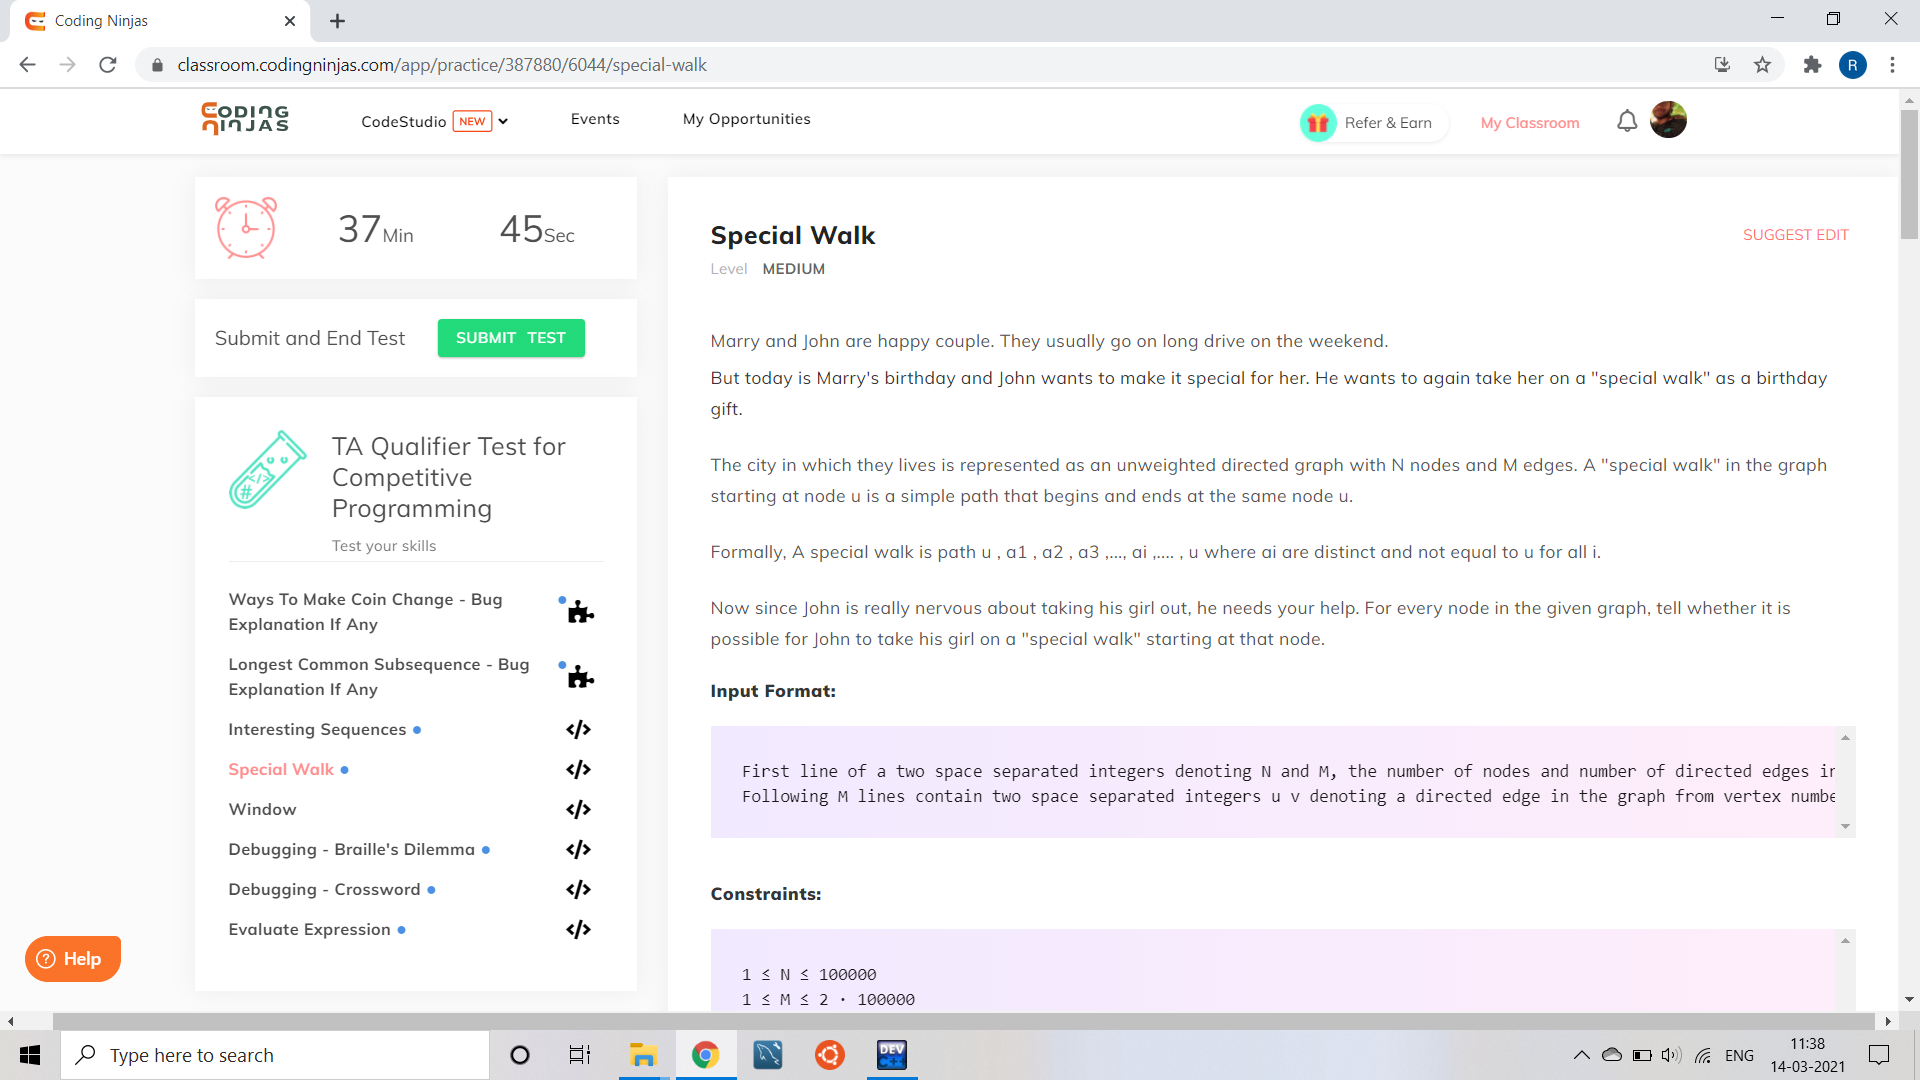 Coding Ninjas
classroom.codingninjas.com/app/practice/387880/6044/special-walk
R
CODING
NINJAS
CodeStudio NEW
Events
My Opportunities
Refer & Earn
My Classroom
37Min 45Sec
Submit and End Test SUBMIT TEST
TA Qualifier Test for
Competitive
Programming
Test your skills
Ways To Make Coin Change - Bug
Explanation If Any
Longest Common Subsequence - Bug
Explanation If Any
Interesting Sequences
Special Walk
Window
Debugging - Braille's Dilemma
Debugging - Crossword
Evaluate Expression
Help
Special Walk
SUGGEST EDIT
Level MEDIUM
Marry and John are happy couple. They usually go on long drive on the weekend.
But today is Marry's birthday and John wants to make it special for her. He wants to again take her on a "special walk" as a birthday
gift.
The city in which they lives is represented as an unweighted directed graph with N nodes and M edges. A "special walk" in the graph
starting at node u is a simple path that begins and ends at the same node u.
Formally, A special walk is path u , a1 , a2 , a3 ,..., ai ,.... , u where ai are distinct and not equal to u for all i.
Now since John is really nervous about taking his girl out, he needs your help. For every node in the given graph, tell whether it is
possible for John to take his girl on a "special walk" starting at that node.
Input Format:
First line of a two space separated integers denoting N and M, the number of nodes and number of directed edges in
Following M lines contain two space separated integers u v denoting a directed edge in the graph from vertex numbe
Constraints:
1 ≤ N ≤ 100000
1 ≤ M ≤ 2 · 100000
Type here to search
DEV
C++
ENG
11:38
14-03-2021